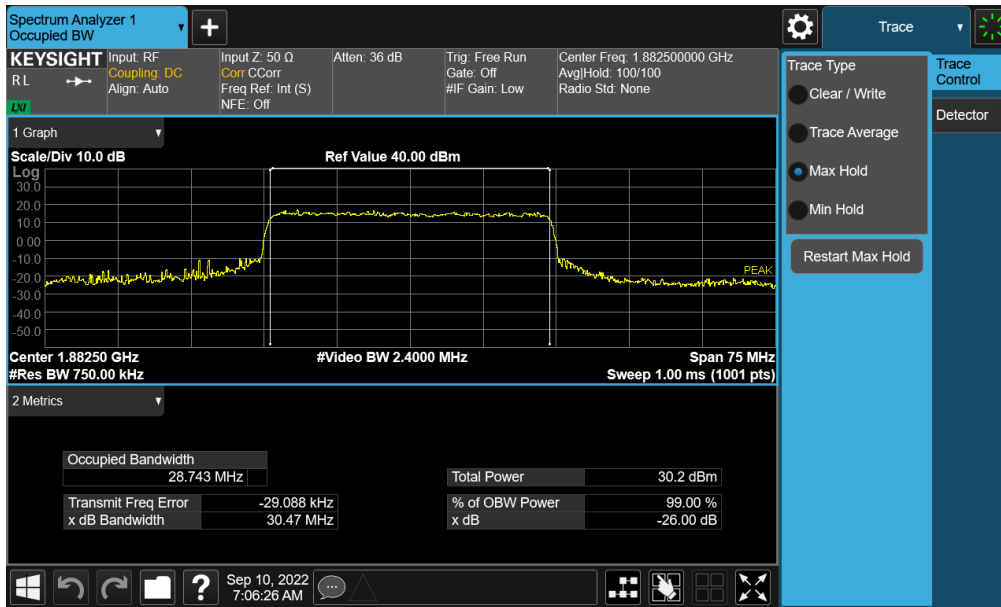 Spectrum Analyzer 1
Occupied BW
+
Trace
KEYSIGHT
R L
LXI
Input: RF
Coupling: DC
Align: Auto
Input Z: 50 Ω
Corr CCorr
Freq Ref: Int (S)
NFE: Off
Atten: 36 dB
Trig: Free Run
Gate: Off
#IF Gain: Low
Center Freq: 1.882500000 GHz
Avg|Hold: 100/100
Radio Std: None
Trace Type
Clear / Write
Trace Average
Max Hold
Min Hold
Restart Max Hold
Trace
Control
Detector
1 Graph
Scale/Div 10.0 dB
Ref Value 40.00 dBm
Log
30.0
20.0
10.0
0.00
-10.0
-20.0
-30.0
-40.0
-50.0
PEAK
Center 1.88250 GHz
#Video BW 2.4000 MHz
Span 75 MHz
#Res BW 750.00 kHz
Sweep 1.00 ms (1001 pts)
2 Metrics
Occupied Bandwidth
28.743 MHz
Total Power 30.2 dBm
Transmit Freq Error -29.088 kHz
% of OBW Power 99.00 %
x dB Bandwidth 30.47 MHz
x dB -26.00 dB
?
Sep 10, 2022
7:06:26 AM